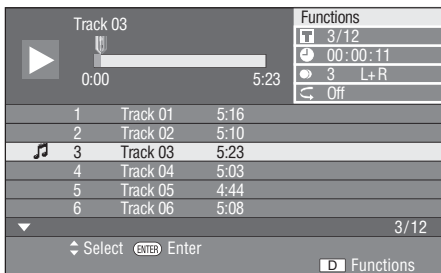 Track 03
0:00 5:23
Functions
T 3/12
00:00:11
3 L+R
Off
1 Track 01 5:16
2 Track 02 5:10
3 Track 03 5:23
4 Track 04 5:03
5 Track 05 4:44
6 Track 06 5:08
3/12
Select ENTER Enter
D Functions